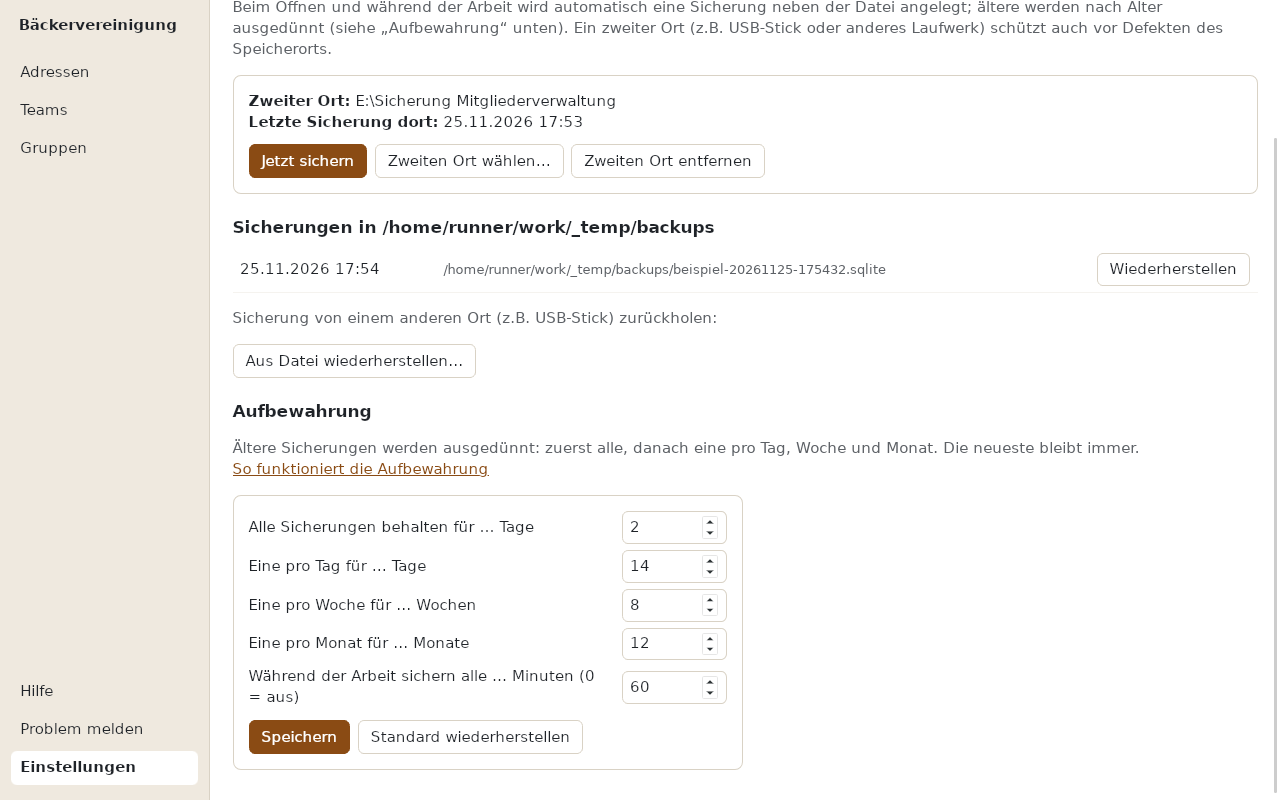 Bäckervereinigung
Adressen
Teams
Gruppen
Hilfe
Problem melden
Einstellungen
Beim Öffnen und während der Arbeit wird automatisch eine Sicherung neben der Datei angelegt; ältere werden nach Alter
ausgedünnt (siehe „Aufbewahrung“ unten). Ein zweiter Ort (z.B. USB-Stick oder anderes Laufwerk) schützt auch vor Defekten des
Speicherorts.
Zweiter Ort: E:\Sicherung Mitgliederverwaltung
Letzte Sicherung dort: 25.11.2026 17:53
Jetzt sichern Zweiten Ort wählen… Zweiten Ort entfernen
Sicherungen in /home/runner/work/_temp/backups
25.11.2026 17:54 /home/runner/work/_temp/backups/beispiel-20261125-175432.sqlite Wiederherstellen
Sicherung von einem anderen Ort (z.B. USB-Stick) zurückholen:
Aus Datei wiederherstellen…
Aufbewahrung
Ältere Sicherungen werden ausgedünnt: zuerst alle, danach eine pro Tag, Woche und Monat. Die neueste bleibt immer.
So funktioniert die Aufbewahrung
Alle Sicherungen behalten für … Tage 2
Eine pro Tag für … Tage 14
Eine pro Woche für … Wochen 8
Eine pro Monat für … Monate 12
Während der Arbeit sichern alle … Minuten (0
= aus) 60
Speichern Standard wiederherstellen